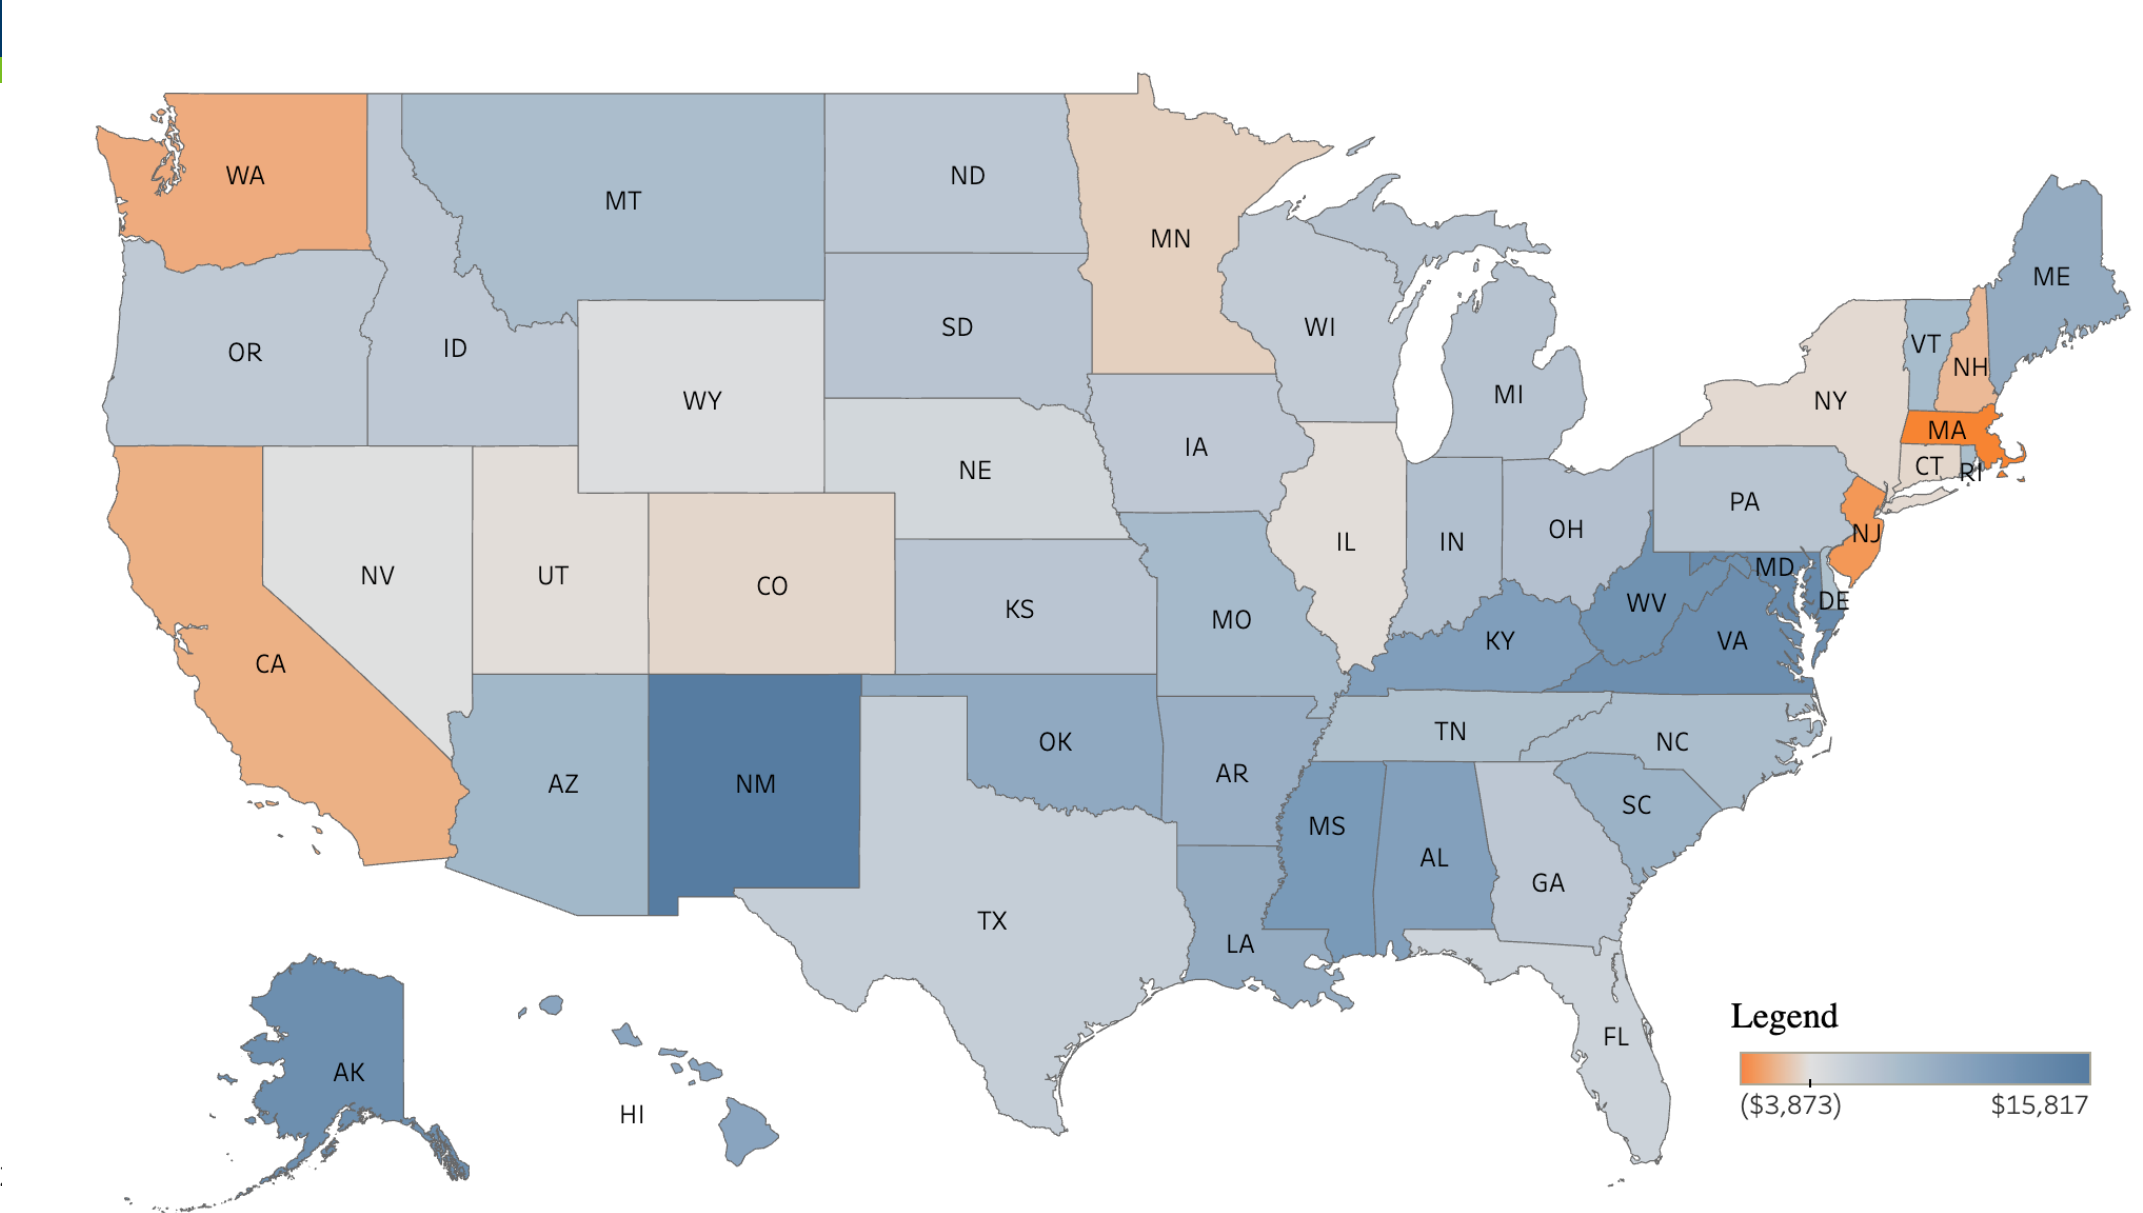 WA
MT
ND
MN
ME
OR
ID
SD
WI
VT
NH
WY
MI
NY
MA
IA
CT
RI
NE
PA
NV
UT
CO
IL
IN
OH
NJ
KS
MO
MD
WV
DE
CA
KY
VA
AZ
NM
OK
AR
TN
NC
MS
SC
AL
GA
TX
LA
FL
AK
HI
Legend
($3,873)
$15,817